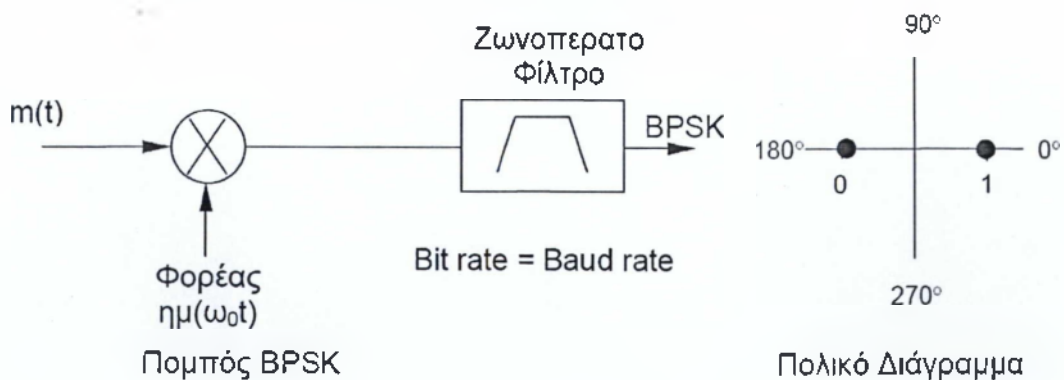 Ζωνοπερατο
Φίλτρο
m(t)
BPSK
Φορέας
ημ(ω₀t)
Bit rate = Baud rate
Πομπός BPSK
90°
180°
0°
0
1
270°
Πολικό Διάγραμμα